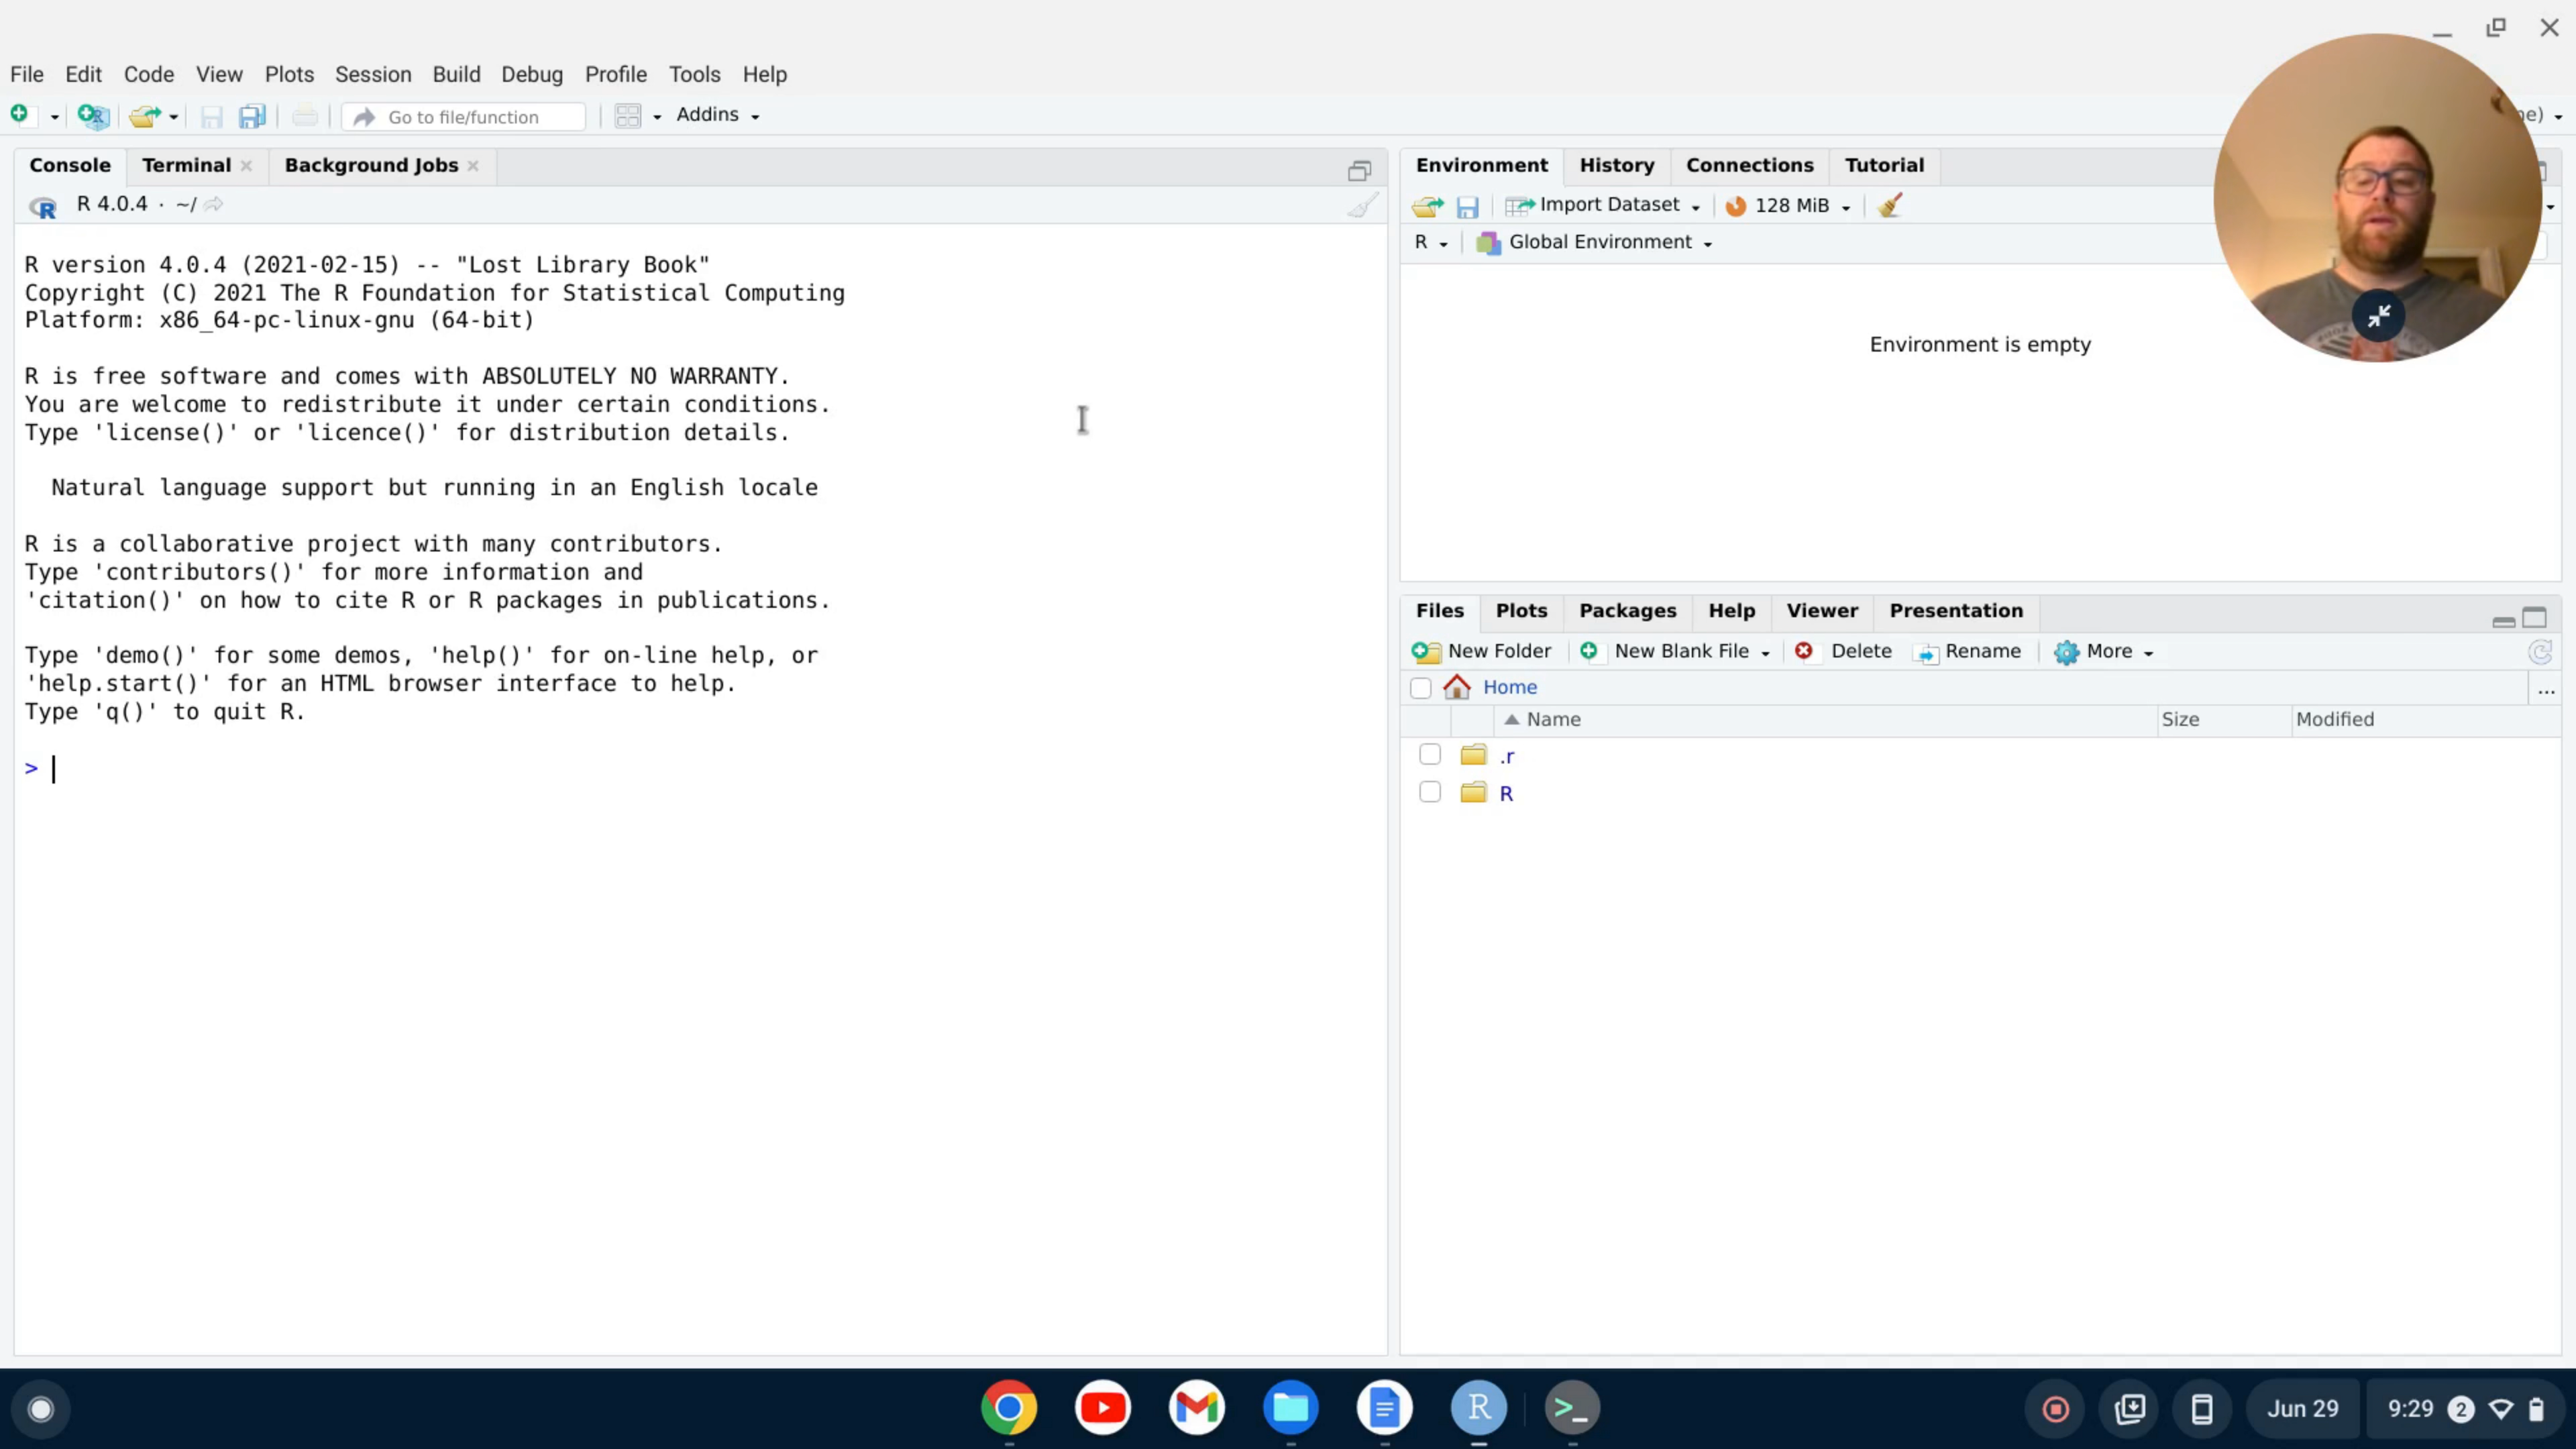 File Edit Code View Plots Session Build Debug Profile Tools Help
Go to file/function Addins
Console Terminal Background Jobs
R 4.0.4 · ~/
R version 4.0.4 (2021-02-15) -- "Lost Library Book"
Copyright (C) 2021 The R Foundation for Statistical Computing
Platform: x86_64-pc-linux-gnu (64-bit)
R is free software and comes with ABSOLUTELY NO WARRANTY.
You are welcome to redistribute it under certain conditions.
Type 'license()' or 'licence()' for distribution details.
Natural language support but running in an English locale
R is a collaborative project with many contributors.
Type 'contributors()' for more information and
'citation()' on how to cite R or R packages in publications.
Type 'demo()' for some demos, 'help()' for on-line help, or
'help.start()' for an HTML browser interface to help.
Type 'q()' to quit R.
>
Environment History Connections Tutorial
Import Dataset 128 MiB
R Global Environment
Environment is empty
Files Plots Packages Help Viewer Presentation
New Folder New Blank File Delete Rename More
Home ...
Name Size Modified
.r
R
R >_ Jun 29 9:29 2